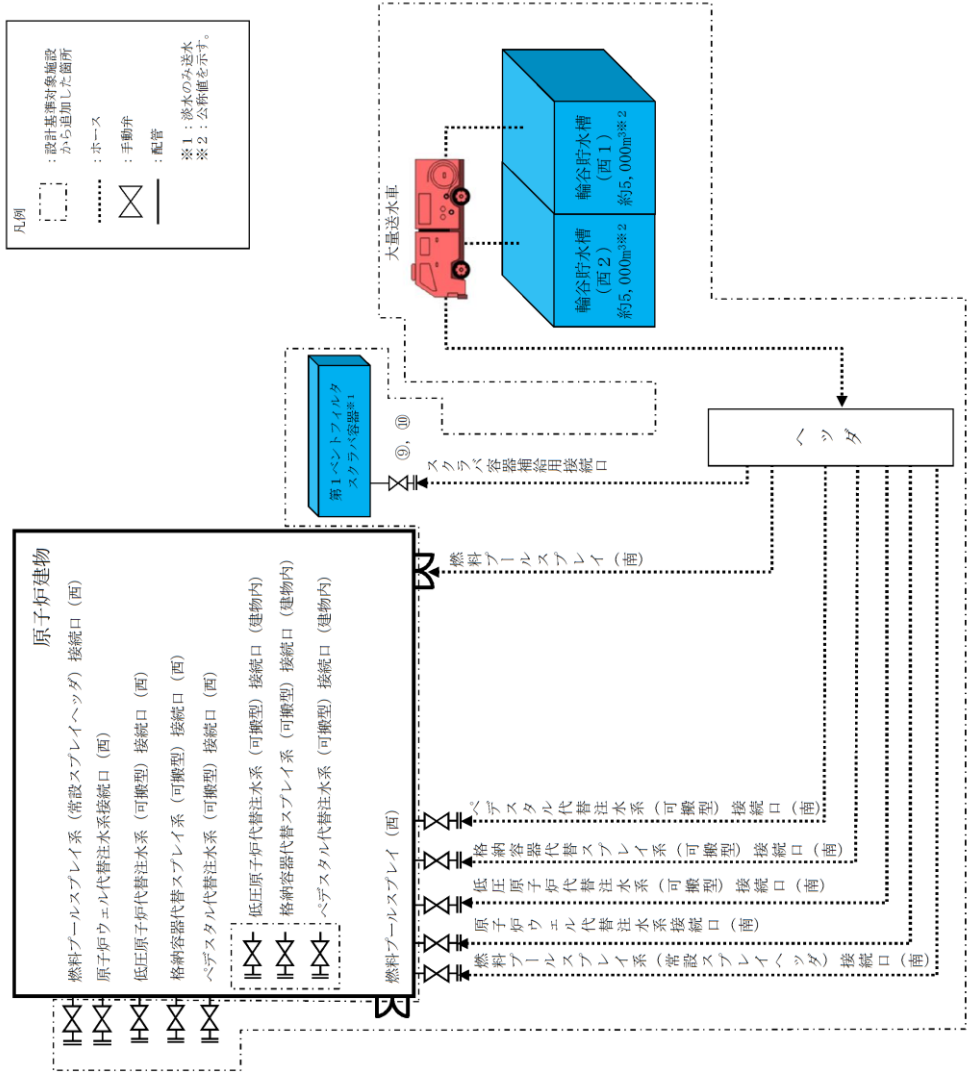 原子炉建物
燃料プールスプレイ系（常設スプレイヘッダ）接続口（西）
原子炉ウェル代替注水系接続口（西）
低圧原子炉代替注水系（可搬型）接続口（西）
格納容器代替スプレイ系（可搬型）接続口（西）
ペデスタル代替注水系（可搬型）接続口（西）
低圧原子炉代替注水系（可搬型）接続口（建物内）
格納容器代替スプレイ系（可搬型）接続口（建物内）
ペデスタル代替注水系（可搬型）接続口（建物内）
燃料プールスプレイ（西）
燃料プールスプレイ系（常設スプレイヘッダ）接続口（南）
原子炉ウェル代替注水系接続口（南）
低圧原子炉代替注水系（可搬型）接続口（南）
格納容器代替スプレイ系（可搬型）接続口（南）
ペデスタル代替注水系（可搬型）接続口（南）
燃料プールスプレイ（南）
第１ベントフィルタ
スクラバ容器※１
⑨，⑩
スクラバ容器補給用接続口
ヘッダ
大量送水車
輪谷貯水槽
（西２）
約5,000m³※２
輪谷貯水槽
（西１）
約5,000m³※２
凡例
：設計基準対象施設
から追加した箇所
：ホース
：手動弁
：配管
※１：淡水のみ送水
※２：公称値を示す。